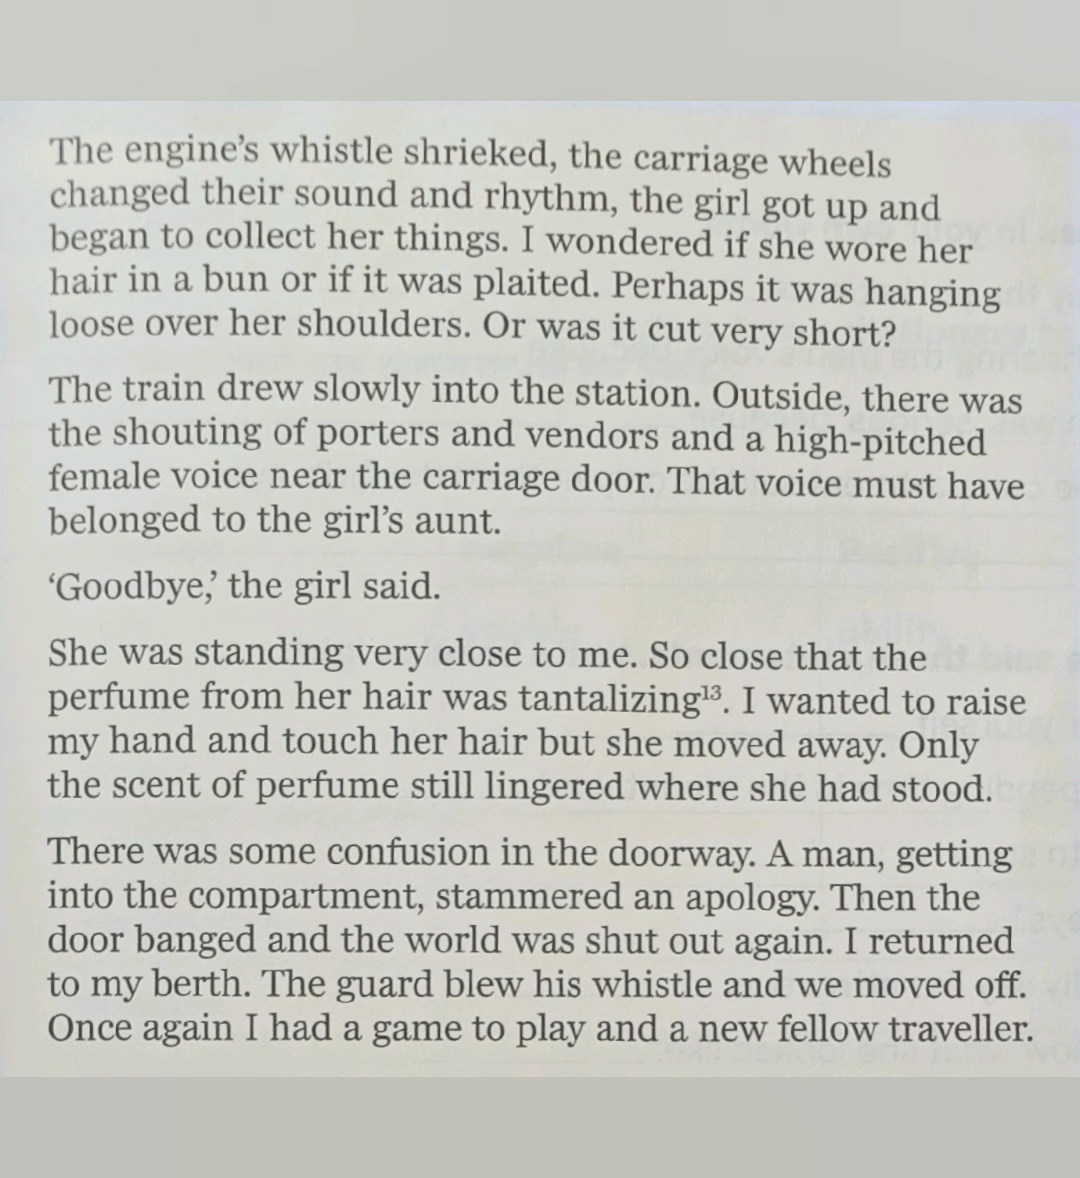 The engine's whistle shrieked, the carriage wheels
changed their sound and rhythm, the girl got up and
began to collect her things. I wondered if she wore her
hair in a bun or if it was plaited. Perhaps it was hanging
loose over her shoulders. Or was it cut very short?
The train drew slowly into the station. Outside, there was
the shouting of porters and vendors and a high-pitched
female voice near the carriage door. That voice must have
belonged to the girl's aunt.
‘Goodbye,’ the girl said.
She was standing very close to me. So close that the
perfume from her hair was tantalizing¹³. I wanted to raise
my hand and touch her hair but she moved away. Only
the scent of perfume still lingered where she had stood.
There was some confusion in the doorway. A man, getting
into the compartment, stammered an apology. Then the
door banged and the world was shut out again. I returned
to my berth. The guard blew his whistle and we moved off.
Once again I had a game to play and a new fellow traveller.